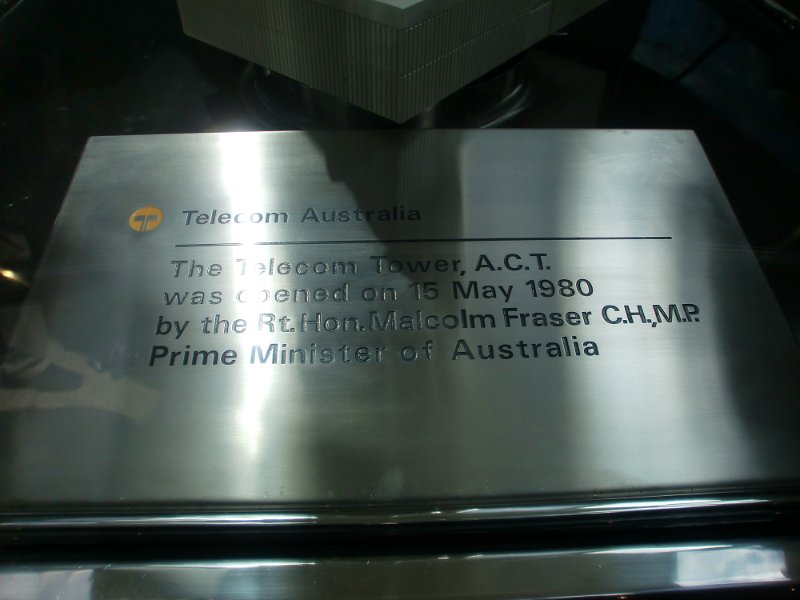 Telecom Australia
The Telecom Tower, A.C.T.
was opened on 15 May 1980
by the Rt. Hon. Malcolm Fraser C.H., M.P.
Prime Minister of Australia